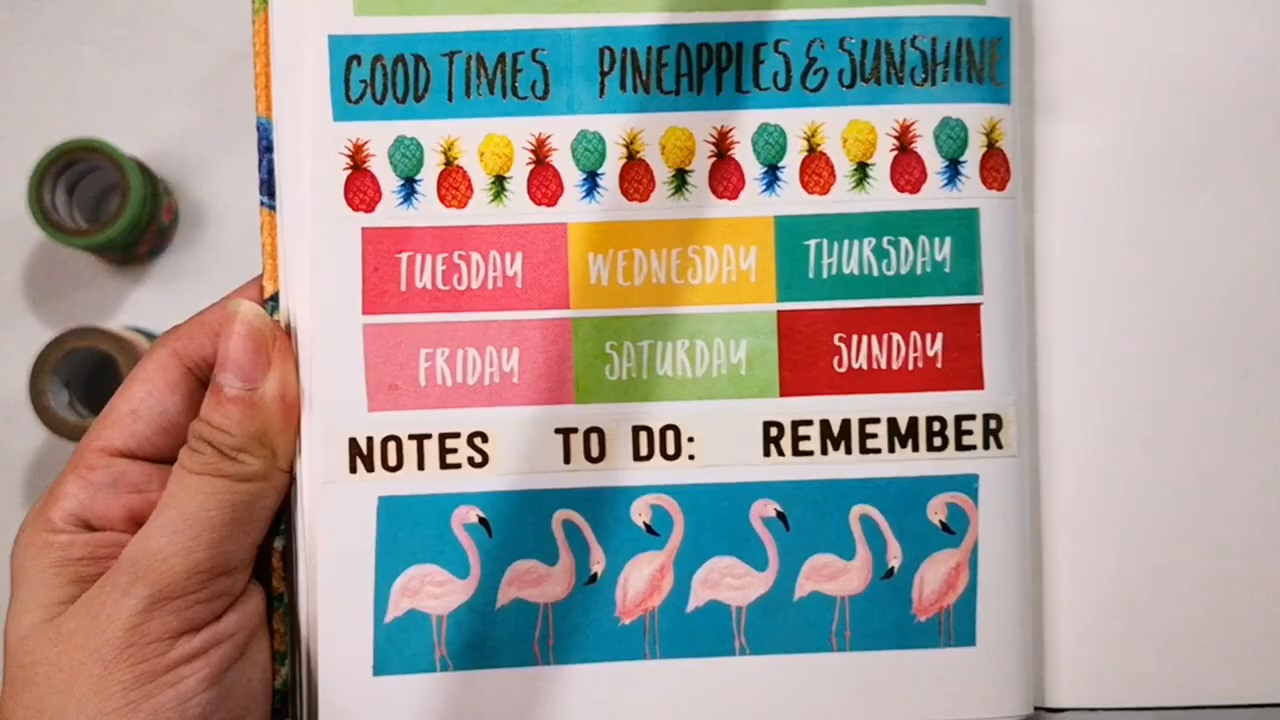 GOOD TIMES PINEAPPLES & SUNSHINE
TUESDAY WEDNESDAY THURSDAY
FRIDAY SATURDAY SUNDAY
NOTES TO DO: REMEMBER